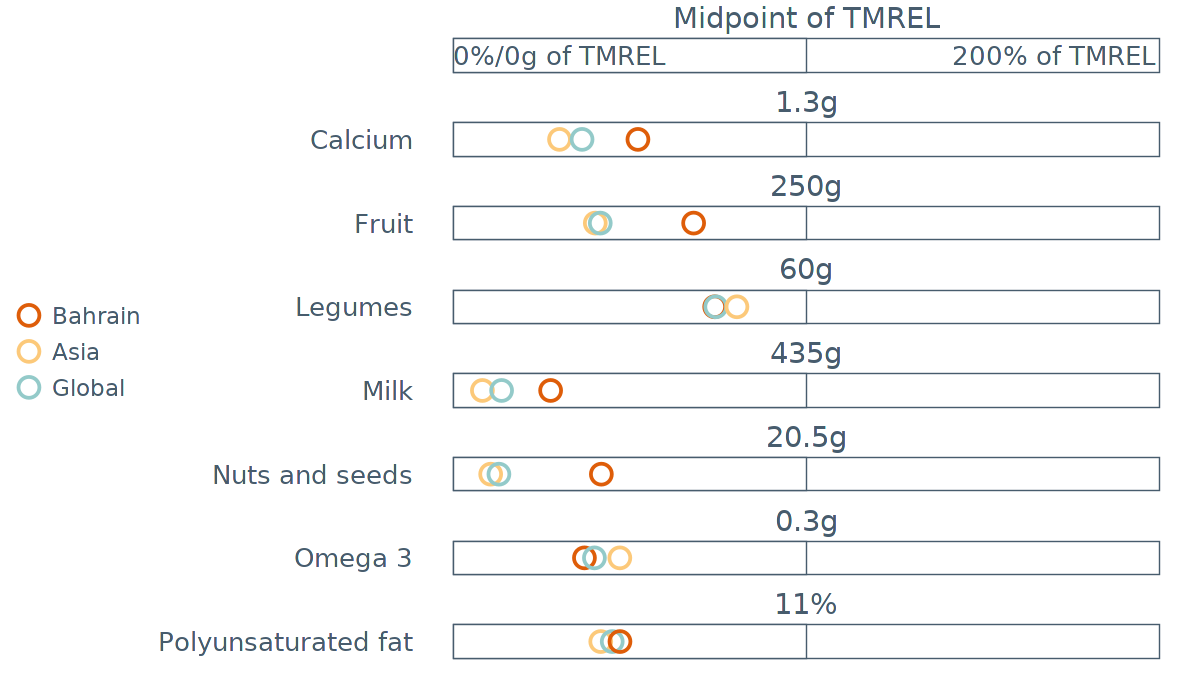 Midpoint of TMREL
0%/0g of TMREL 200% of TMREL
1.3g
Calcium
250g
Fruit
60g
Legumes
435g
Milk
20.5g
Nuts and seeds
0.3g
Omega 3
11%
Polyunsaturated fat
Bahrain
Asia
Global